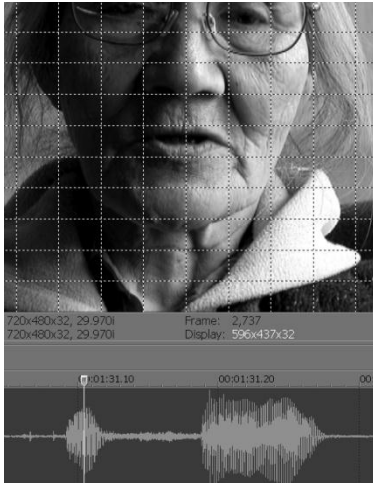 720x480x32, 29.970i Frame: 2,737
720x480x32, 29.970i Display: 596x437x32
00:01:31.10 00:01:31.20 00